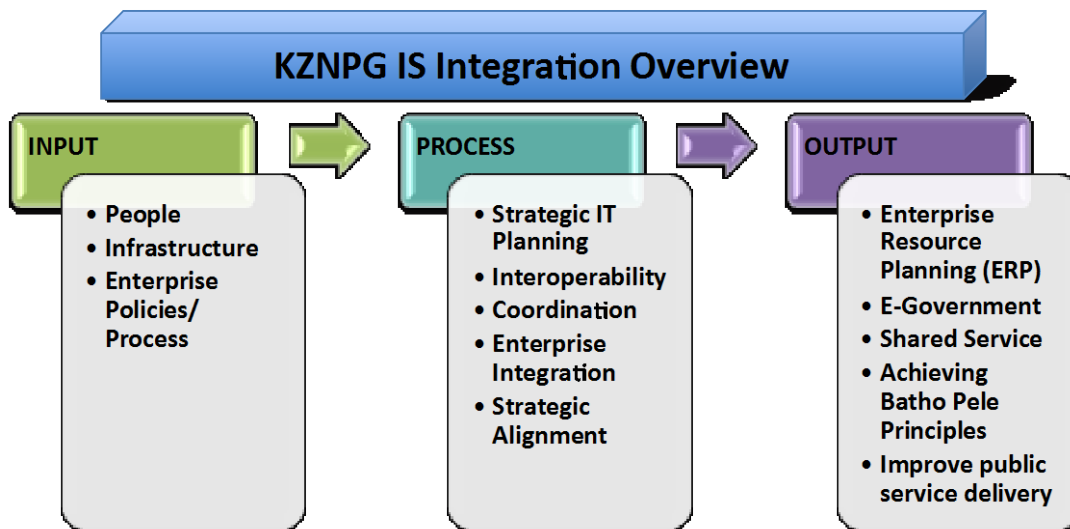 KZNPG IS Integration Overview
INPUT
• People
• Infrastructure
• Enterprise
Policies/
Process
PROCESS
• Strategic IT
Planning
• Interoperability
• Coordination
• Enterprise
Integration
• Strategic
Alignment
OUTPUT
• Enterprise
Resource
Planning (ERP)
• E-Government
• Shared Service
• Achieving
Batho Pele
Principles
• Improve public
service delivery